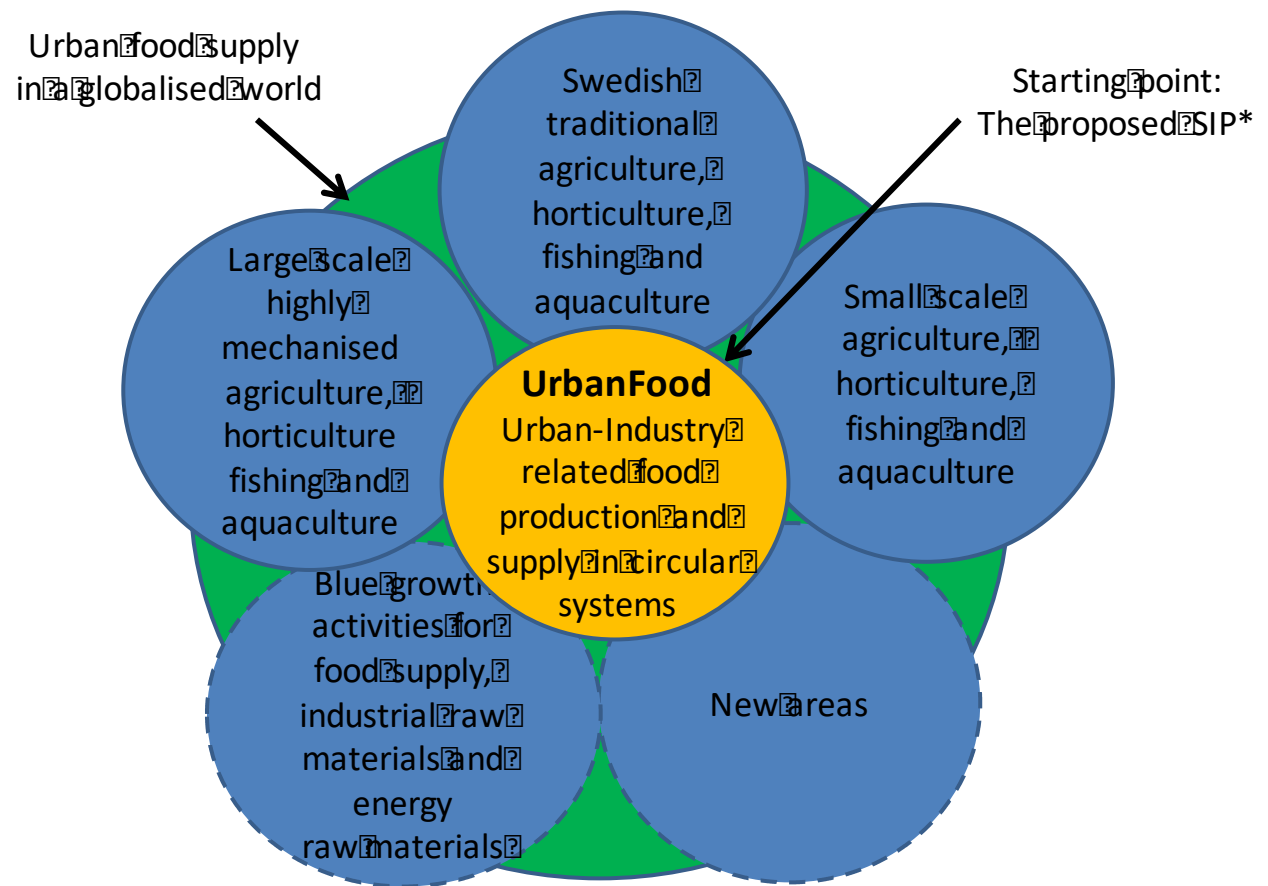 Urban food supply
in a globalised world
Starting point:
The proposed SIP*
Swedish
traditional
agriculture,
horticulture,
fishing and
aquaculture
Large scale
highly
mechanised
agriculture,
horticulture
fishing and
aquaculture
Small scale
agriculture,
horticulture,
fishing and
aquaculture
UrbanFood
Urban-Industry
related food
production and
supply in circular
systems
Blue growth
activities for
food supply,
industrial raw
materials and
energy
raw materials
New areas